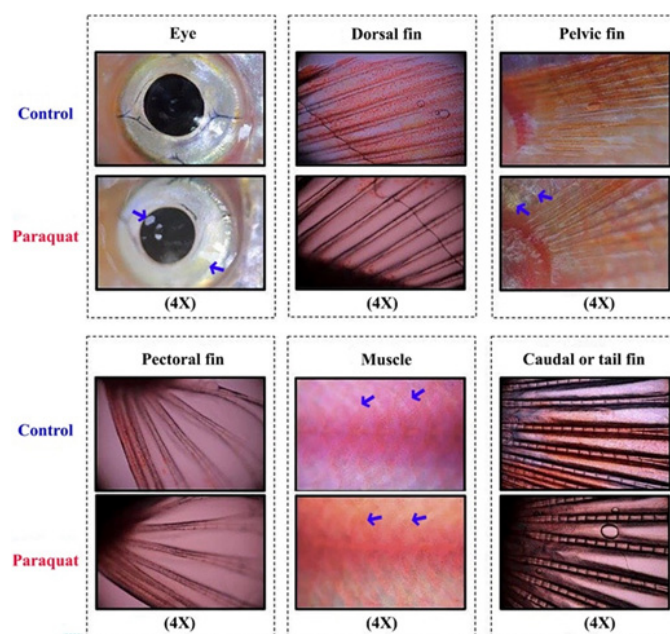 Eye
Dorsal fin
Pelvic fin
Control
Paraquat
(4X)
(4X)
(4X)
Pectoral fin
Muscle
Caudal or tail fin
Control
Paraquat
(4X)
(4X)
(4X)